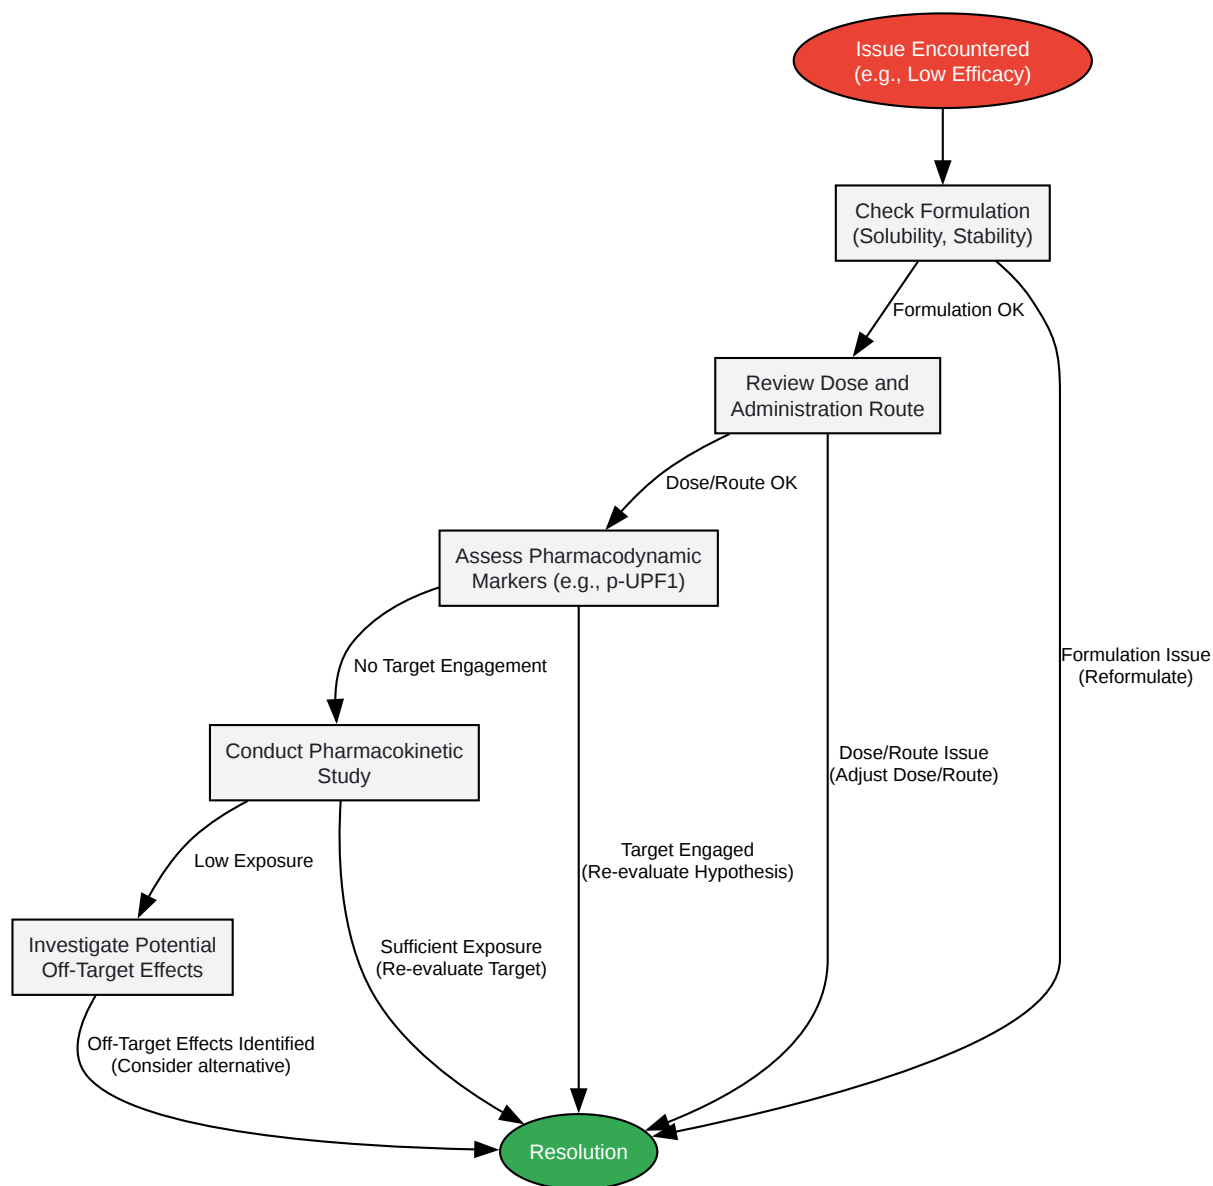 Issue Encountered
(e.g., Low Efficacy)
Check Formulation
(Solubility, Stability)
Formulation OK
Review Dose and
Administration Route
Dose/Route OK
Assess Pharmacodynamic
Markers (e.g., p-UPF1)
No Target Engagement
Formulation Issue
(Reformulate)
Conduct Pharmacokinetic
Study
Dose/Route Issue
(Adjust Dose/Route)
Low Exposure
Target Engaged
(Re-evaluate Hypothesis)
Investigate Potential
Off-Target Effects
Sufficient Exposure
(Re-evaluate Target)
Off-Target Effects Identified
(Consider alternative)
Resolution